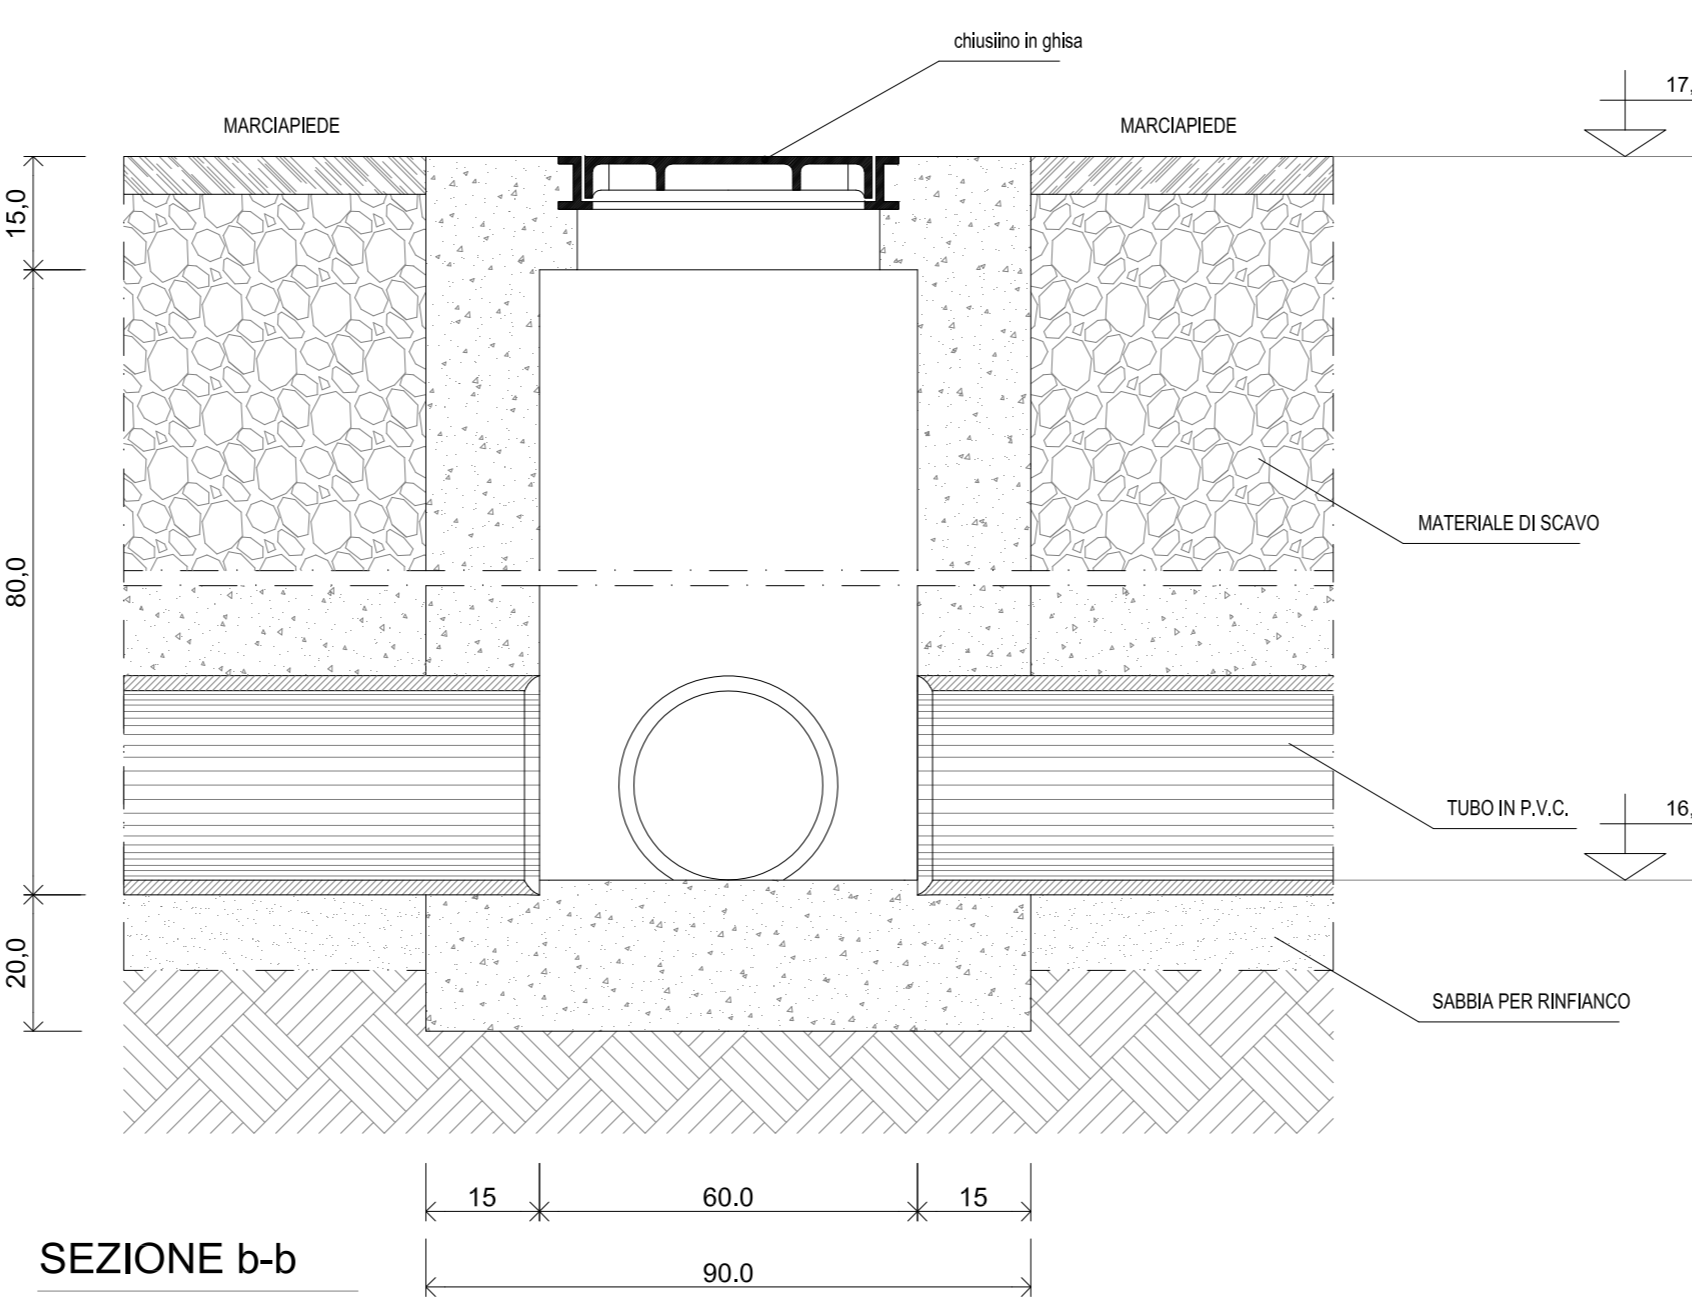 chiusiino in ghisa
17,
MARCIAPIEDE
MARCIAPIEDE
15,0
MATERIALE DI SCAVO
80,0
TUBO IN P.V.C.
16,
20,0
SABBIA PER RINFIANCO
15
60.0
15
SEZIONE b-b
90.0